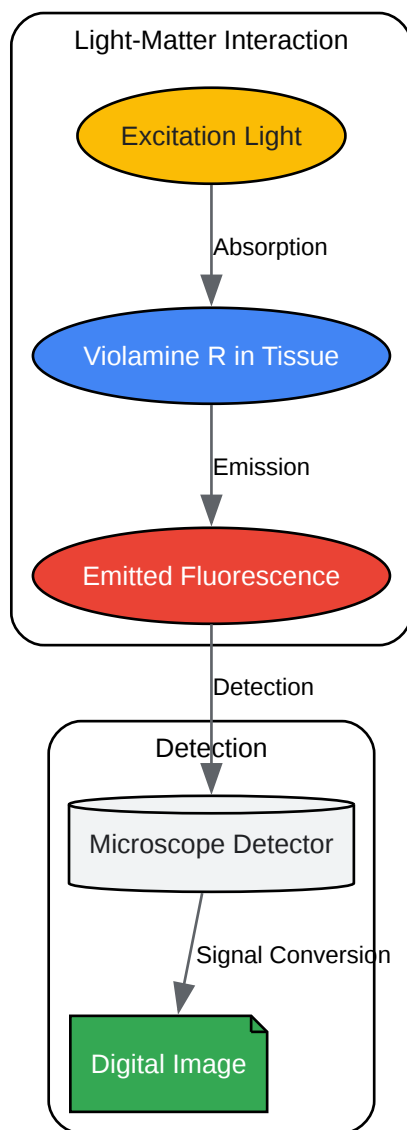 Light-Matter Interaction
Excitation Light
Absorption
Violamine R in Tissue
Emission
Emitted Fluorescence
Detection
Detection
Microscope Detector
Signal Conversion
Digital Image